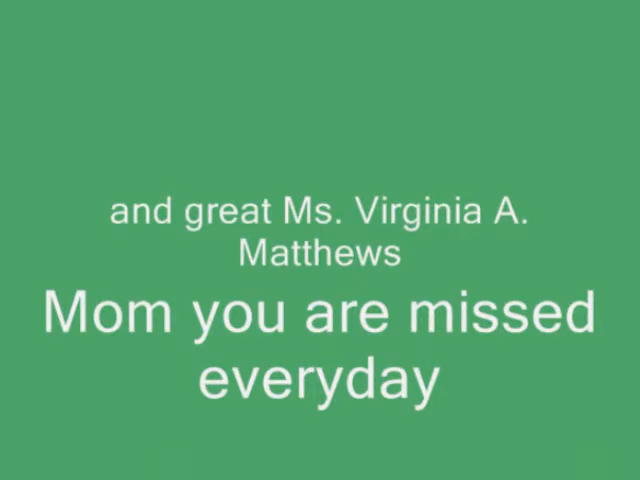 and great Ms. Virginia A.
Matthews
Mom you are missed
everyday